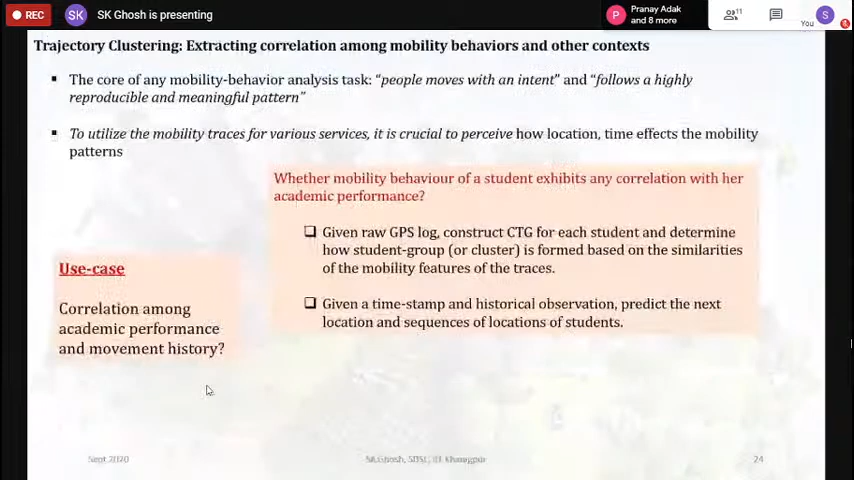 REC
SK
SK Ghosh is presenting
P
Pranay Adak
and 8 more
11
S
You
Trajectory Clustering: Extracting correlation among mobility behaviors and other contexts
▪ The core of any mobility-behavior analysis task: “people moves with an intent” and “follows a highly
reproducible and meaningful pattern”
▪ To utilize the mobility traces for various services, it is crucial to perceive how location, time effects the mobility
patterns
Whether mobility behaviour of a student exhibits any correlation with her
academic performance?
❑ Given raw GPS log, construct CTG for each student and determine
how student-group (or cluster) is formed based on the similarities
of the mobility features of the traces.
❑ Given a time-stamp and historical observation, predict the next
location and sequences of locations of students.
Use-case
Correlation among
academic performance
and movement history?
Sept 2020
24